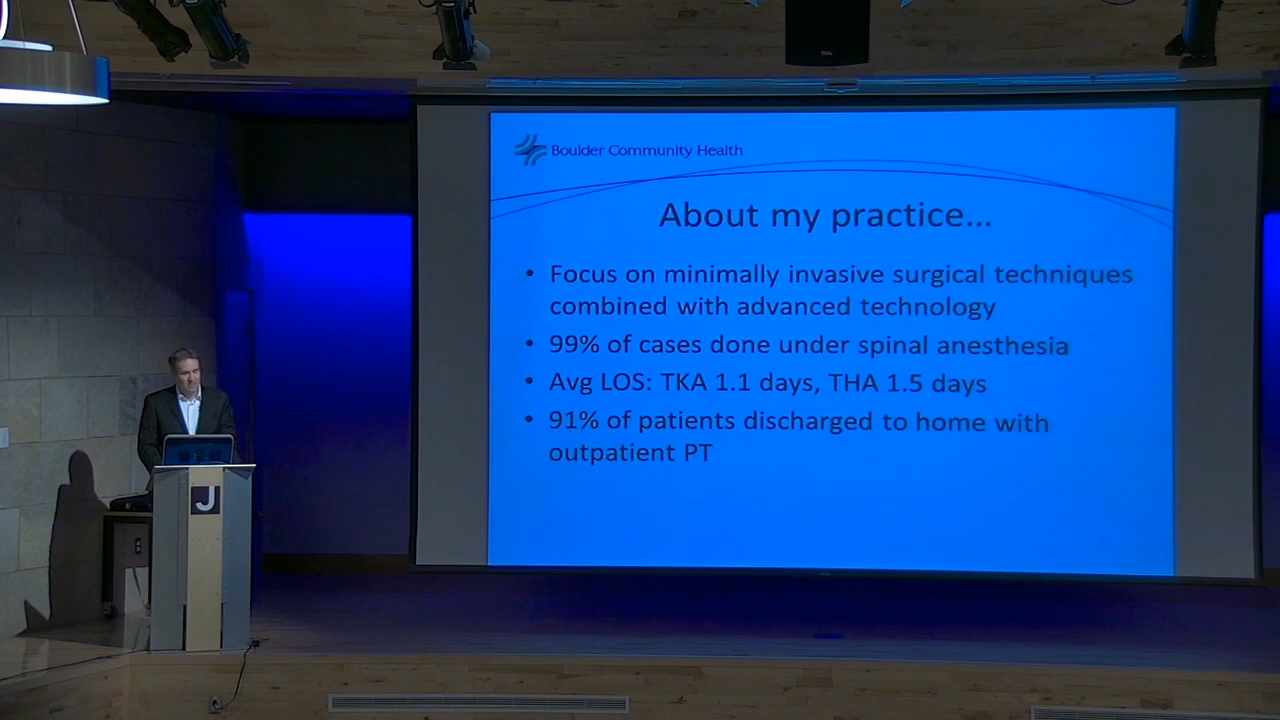 Boulder Community Health
About my practice...
• Focus on minimally invasive surgical techniques
combined with advanced technology
• 99% of cases done under spinal anesthesia
• Avg LOS: TKA 1.1 days, THA 1.5 days
• 91% of patients discharged to home with
outpatient PT
J